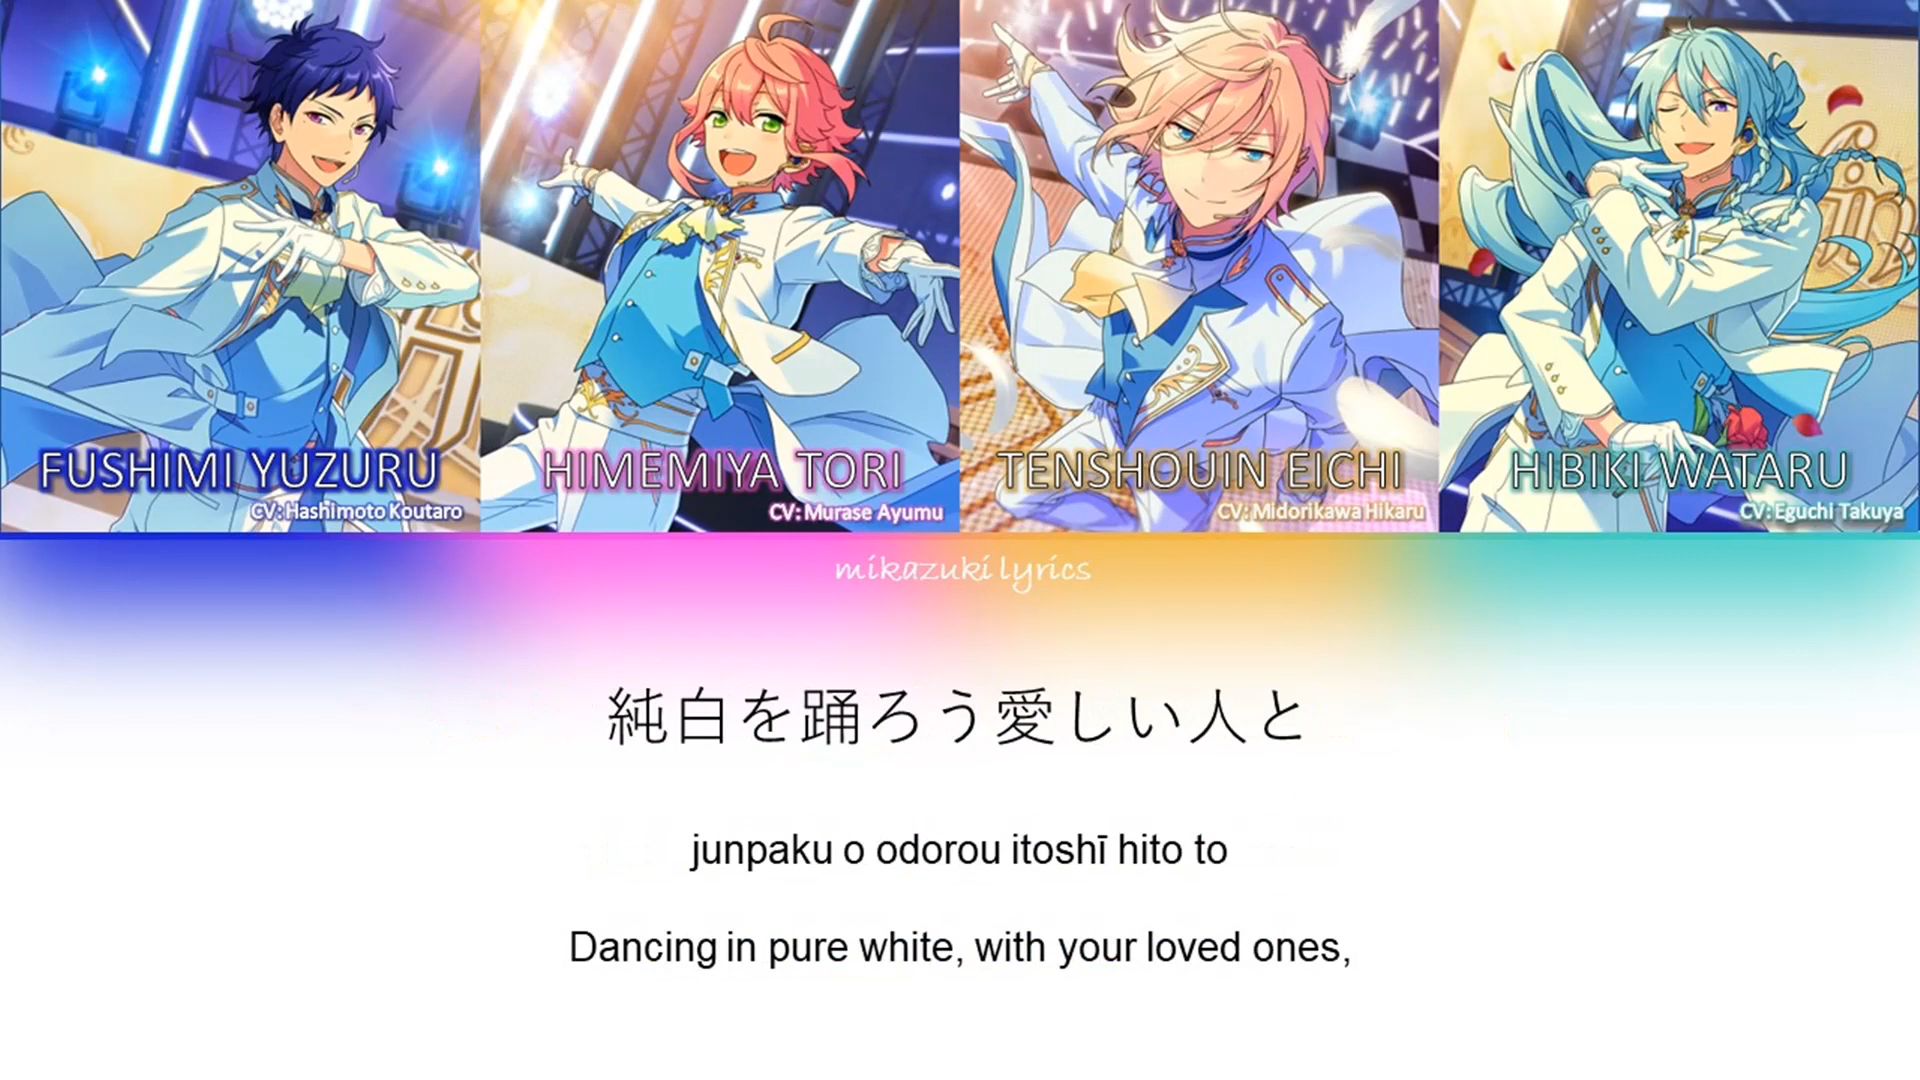 FUSHIMI YUZURU
CV: Hashimoto Koutaro
HIMEMIYA TORI
CV: Murase Ayumu
TENSHOUIN EICHI
CV: Midorikawa Hikaru
HIBIKI WATARU
CV: Eguchi Takuya
mikazuki lyrics
純白を踊ろう愛しい人と
junpaku o odorou itoshī hito to
Dancing in pure white, with your loved ones,